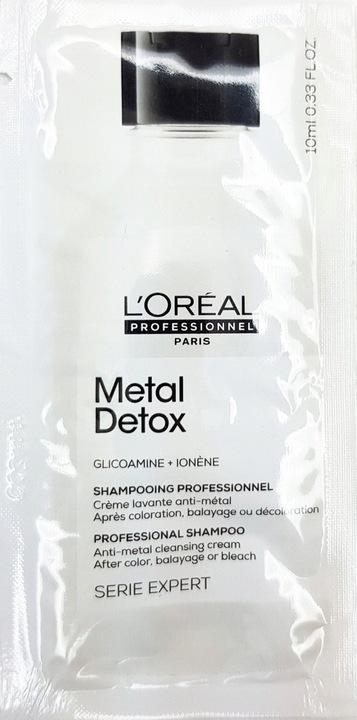 10ml 0.33 FL.OZ.
L'ORÉAL
PROFESSIONNEL
PARIS
Metal
Detox
GLICOAMINE + IONÈNE
SHAMPOOING PROFESSIONNEL
Crème lavante anti-métal
Après coloration, balayage ou décoloration
PROFESSIONAL SHAMPOO
Anti-metal cleansing cream
After color, balayage or bleach
SERIE EXPERT